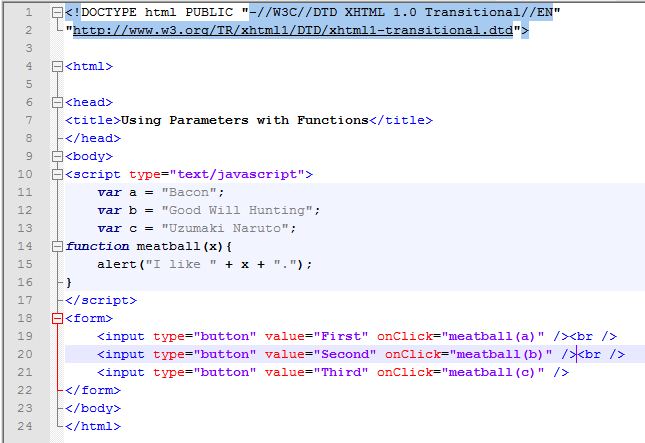 1 <!DOCTYPE html PUBLIC "-//W3C//DTD XHTML 1.0 Transitional//EN"
2 "http://www.w3.org/TR/xhtml1/DTD/xhtml1-transitional.dtd">
3
4 <html>
5
6 <head>
7 <title>Using Parameters with Functions</title>
8 </head>
9 <body>
10 <script type="text/javascript">
11 var a = "Bacon";
12 var b = "Good Will Hunting";
13 var c = "Uzumaki Naruto";
14 function meatball(x){
15 alert("I like " + x + ".");
16 }
17 </script>
18 <form>
19 <input type="button" value="First" onClick="meatball(a)" /><br />
20 <input type="button" value="Second" onClick="meatball(b)" /><br />
21 <input type="button" value="Third" onClick="meatball(c)" />
22 </form>
23 </body>
24 </html>